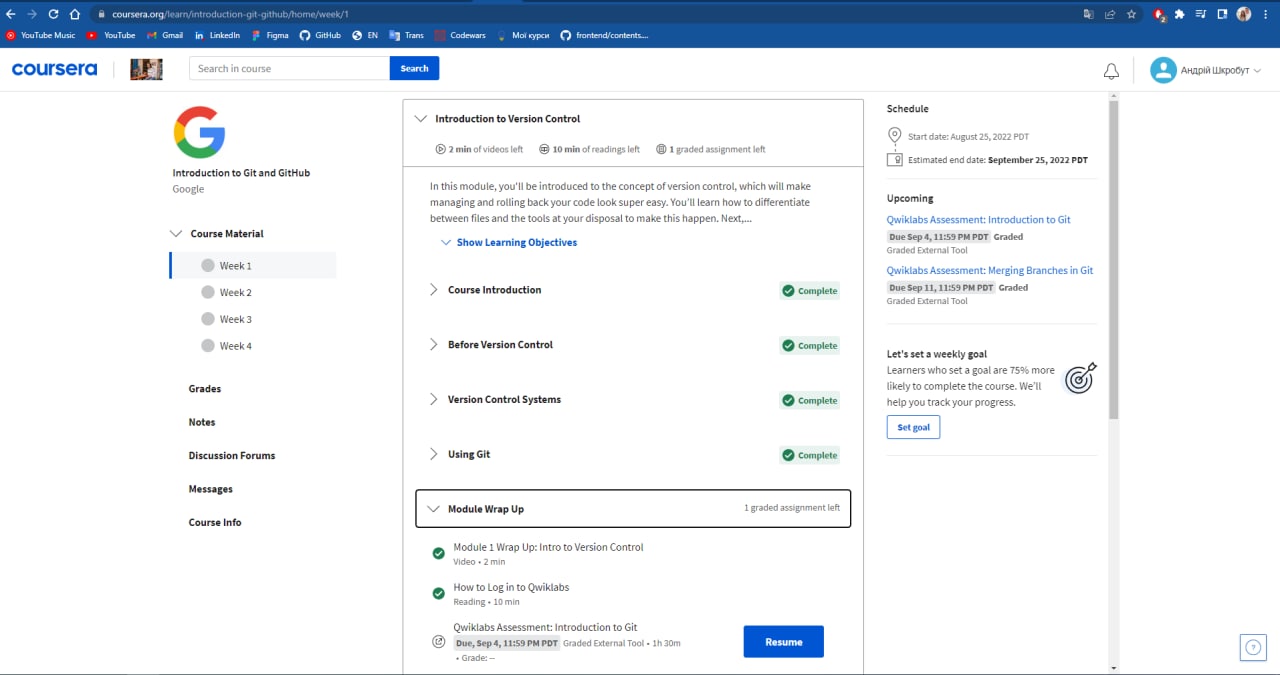 coursera.org/learn/introduction-git-github/home/week/1
2
YouTube Music
YouTube
Gmail
LinkedIn
Figma
GitHub
EN
Trans
Codewars
Мої курси
frontend/contents....
coursera
Search in course
Search
Андрій Шкробут
Introduction to Git and GitHub
Google
Course Material
Week 1
Week 2
Week 3
Week 4
Grades
Notes
Discussion Forums
Messages
Course Info
Introduction to Version Control
2 min of videos left
10 min of readings left
1 graded assignment left
In this module, you'll be introduced to the concept of version control, which will make
managing and rolling back your code look super easy. You'll learn how to differentiate
between files and the tools at your disposal to make this happen. Next,...
Show Learning Objectives
Course Introduction
Complete
Before Version Control
Complete
Version Control Systems
Complete
Using Git
Complete
Module Wrap Up
1 graded assignment left
Module 1 Wrap Up: Intro to Version Control
Video • 2 min
How to Log in to Qwiklabs
Reading • 10 min
Qwiklabs Assessment: Introduction to Git
Due, Sep 4, 11:59 PM PDT Graded External Tool • 1h 30m
• Grade: --
Resume
Schedule
Start date: August 25, 2022 PDT
Estimated end date: September 25, 2022 PDT
Upcoming
Qwiklabs Assessment: Introduction to Git
Due Sep 4, 11:59 PM PDT Graded
Graded External Tool
Qwiklabs Assessment: Merging Branches in Git
Due Sep 11, 11:59 PM PDT Graded
Graded External Tool
Let's set a weekly goal
Learners who set a goal are 75% more
likely to complete the course. We'll
help you track your progress.
Set goal
?